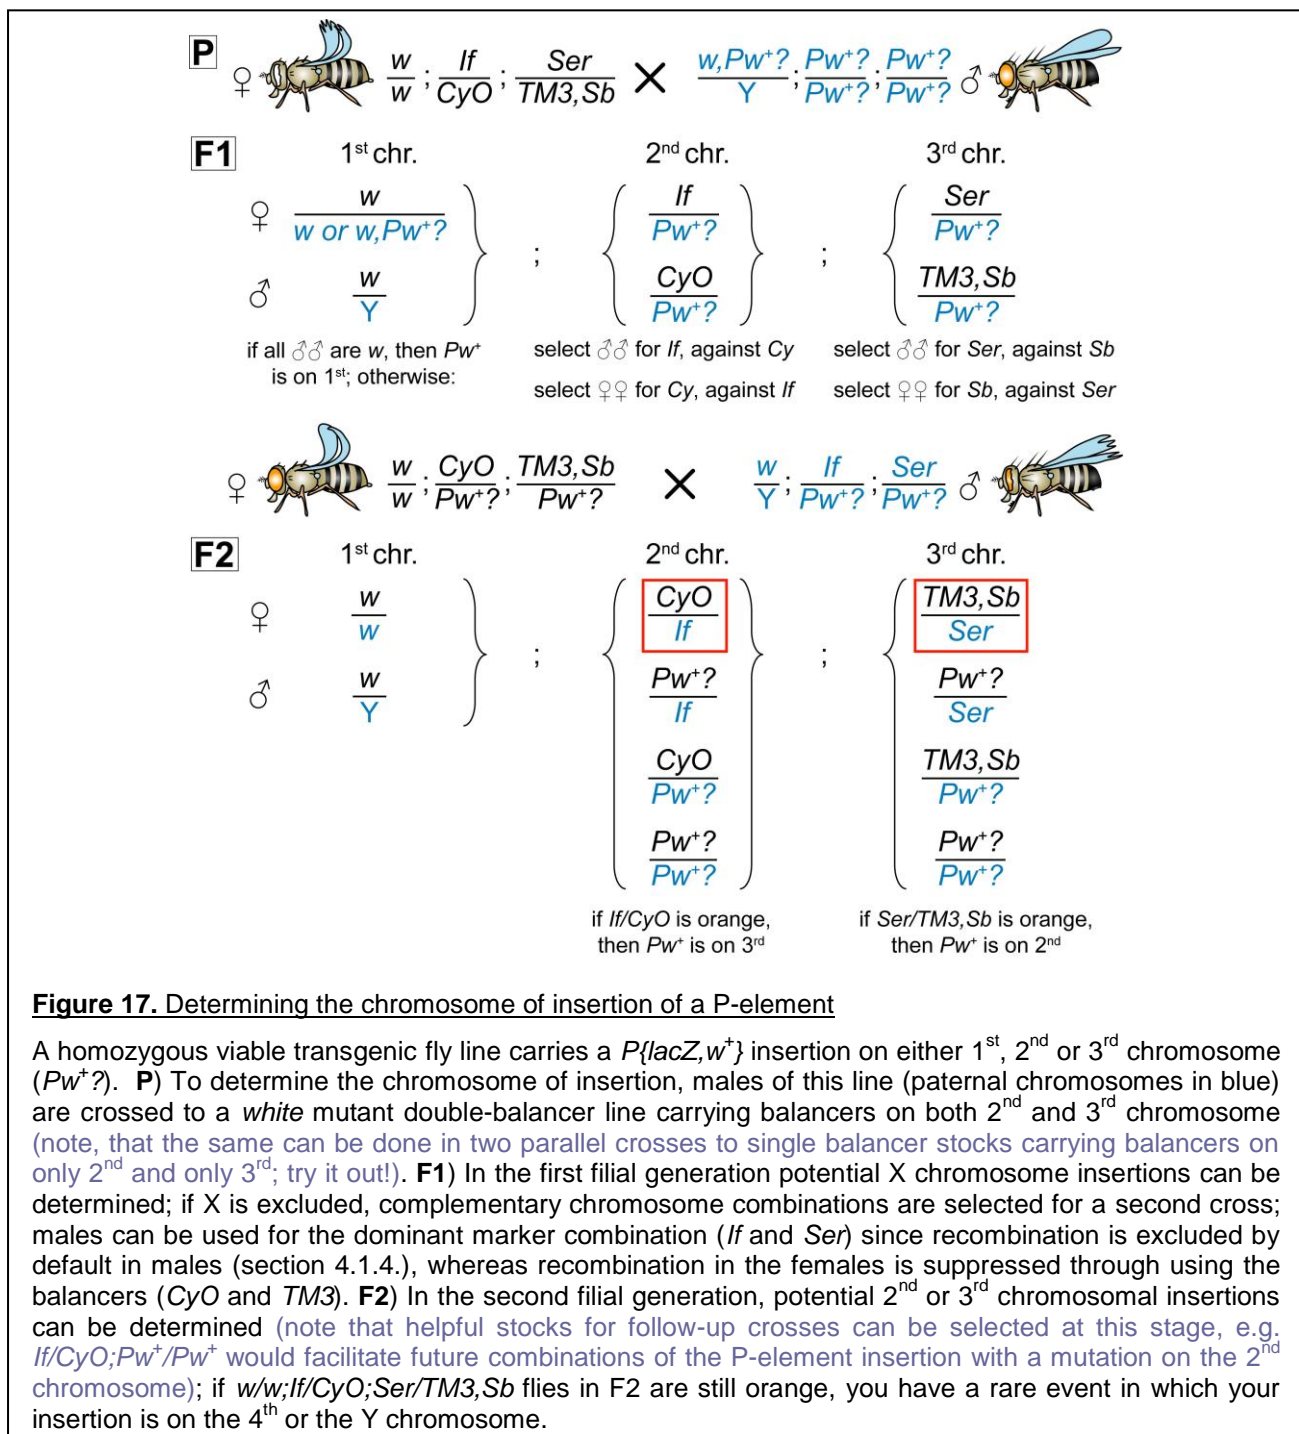 P ♀ w/w ; If/CyO ; Ser/TM3,Sb × w,Pw⁺?/Y ; Pw⁺?/Pw⁺? ; Pw⁺?/Pw⁺? ♂
F1 1st chr. 2nd chr. 3rd chr.
♀ w/w or w,Pw⁺? ; If/Pw⁺? ; Ser/Pw⁺?
♂ w/Y CyO/Pw⁺? TM3,Sb/Pw⁺?
if all ♂♂ are w, then Pw⁺ select ♂♂ for If, against Cy select ♂♂ for Ser, against Sb
is on 1st; otherwise: select ♀♀ for Cy, against If select ♀♀ for Sb, against Ser
♀ w/w ; CyO/Pw⁺? ; TM3,Sb/Pw⁺? × w/Y ; If/Pw⁺? ; Ser/Pw⁺? ♂
F2 1st chr. 2nd chr. 3rd chr.
♀ w/w ; CyO/If ; TM3,Sb/Ser
♂ w/Y Pw⁺?/If Pw⁺?/Ser
CyO/Pw⁺? TM3,Sb/Pw⁺?
Pw⁺?/Pw⁺? Pw⁺?/Pw⁺?
if If/CyO is orange, if Ser/TM3,Sb is orange,
then Pw⁺ is on 3rd then Pw⁺ is on 2nd
Figure 17. Determining the chromosome of insertion of a P-element
A homozygous viable transgenic fly line carries a P{lacZ,w⁺} insertion on either 1st, 2nd or 3rd chromosome
(Pw⁺?). P) To determine the chromosome of insertion, males of this line (paternal chromosomes in blue)
are crossed to a white mutant double-balancer line carrying balancers on both 2nd and 3rd chromosome
(note, that the same can be done in two parallel crosses to single balancer stocks carrying balancers on
only 2nd and only 3rd; try it out!). F1) In the first filial generation potential X chromosome insertions can be
determined; if X is excluded, complementary chromosome combinations are selected for a second cross;
males can be used for the dominant marker combination (If and Ser) since recombination is excluded by
default in males (section 4.1.4.), whereas recombination in the females is suppressed through using the
balancers (CyO and TM3). F2) In the second filial generation, potential 2nd or 3rd chromosomal insertions
can be determined (note that helpful stocks for follow-up crosses can be selected at this stage, e.g.
If/CyO;Pw⁺/Pw⁺ would facilitate future combinations of the P-element insertion with a mutation on the 2nd
chromosome); if w/w;If/CyO;Ser/TM3,Sb flies in F2 are still orange, you have a rare event in which your
insertion is on the 4th or the Y chromosome.